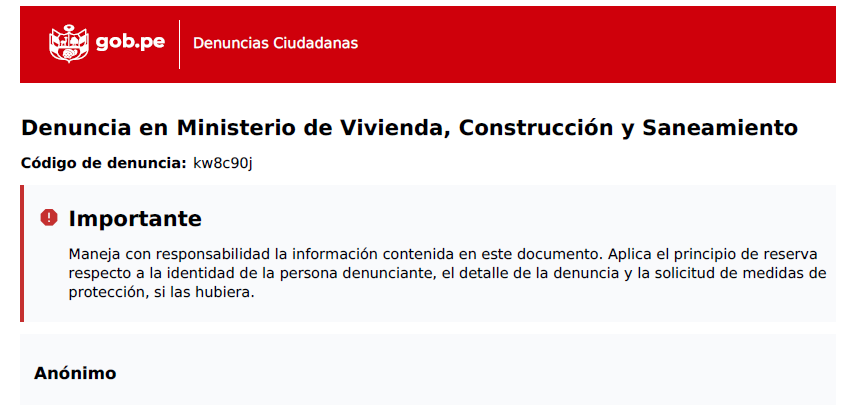 gob.pe
Denuncias Ciudadanas
Denuncia en Ministerio de Vivienda, Construcción y Saneamiento
Código de denuncia: kw8c90j
Importante
Maneja con responsabilidad la información contenida en este documento. Aplica el principio de reserva
respecto a la identidad de la persona denunciante, el detalle de la denuncia y la solicitud de medidas de
protección, si las hubiera.
Anónimo